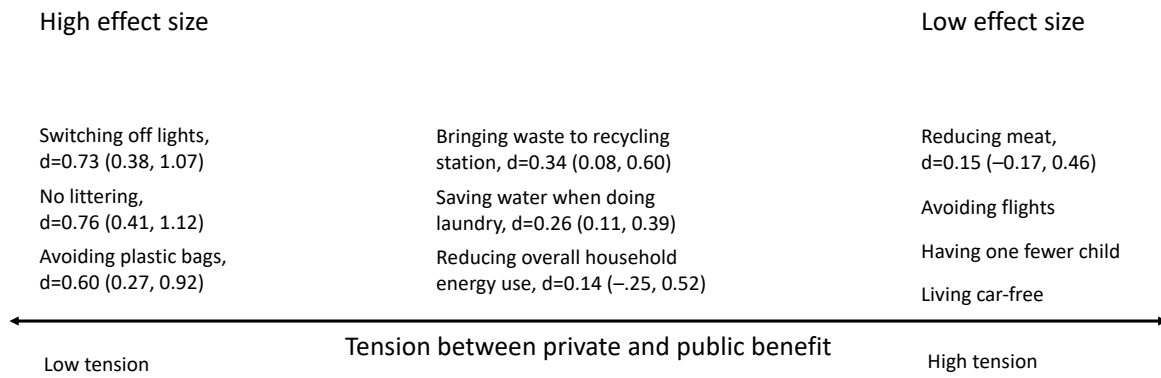 High effect size
Low effect size
Switching off lights,
d=0.73 (0.38, 1.07)
No littering,
d=0.76 (0.41, 1.12)
Avoiding plastic bags,
d=0.60 (0.27, 0.92)
Bringing waste to recycling
station, d=0.34 (0.08, 0.60)
Saving water when doing
laundry, d=0.26 (0.11, 0.39)
Reducing overall household
energy use, d=0.14 (–.25, 0.52)
Reducing meat,
d=0.15 (–0.17, 0.46)
Avoiding flights
Having one fewer child
Living car-free
Low tension
Tension between private and public benefit
High tension